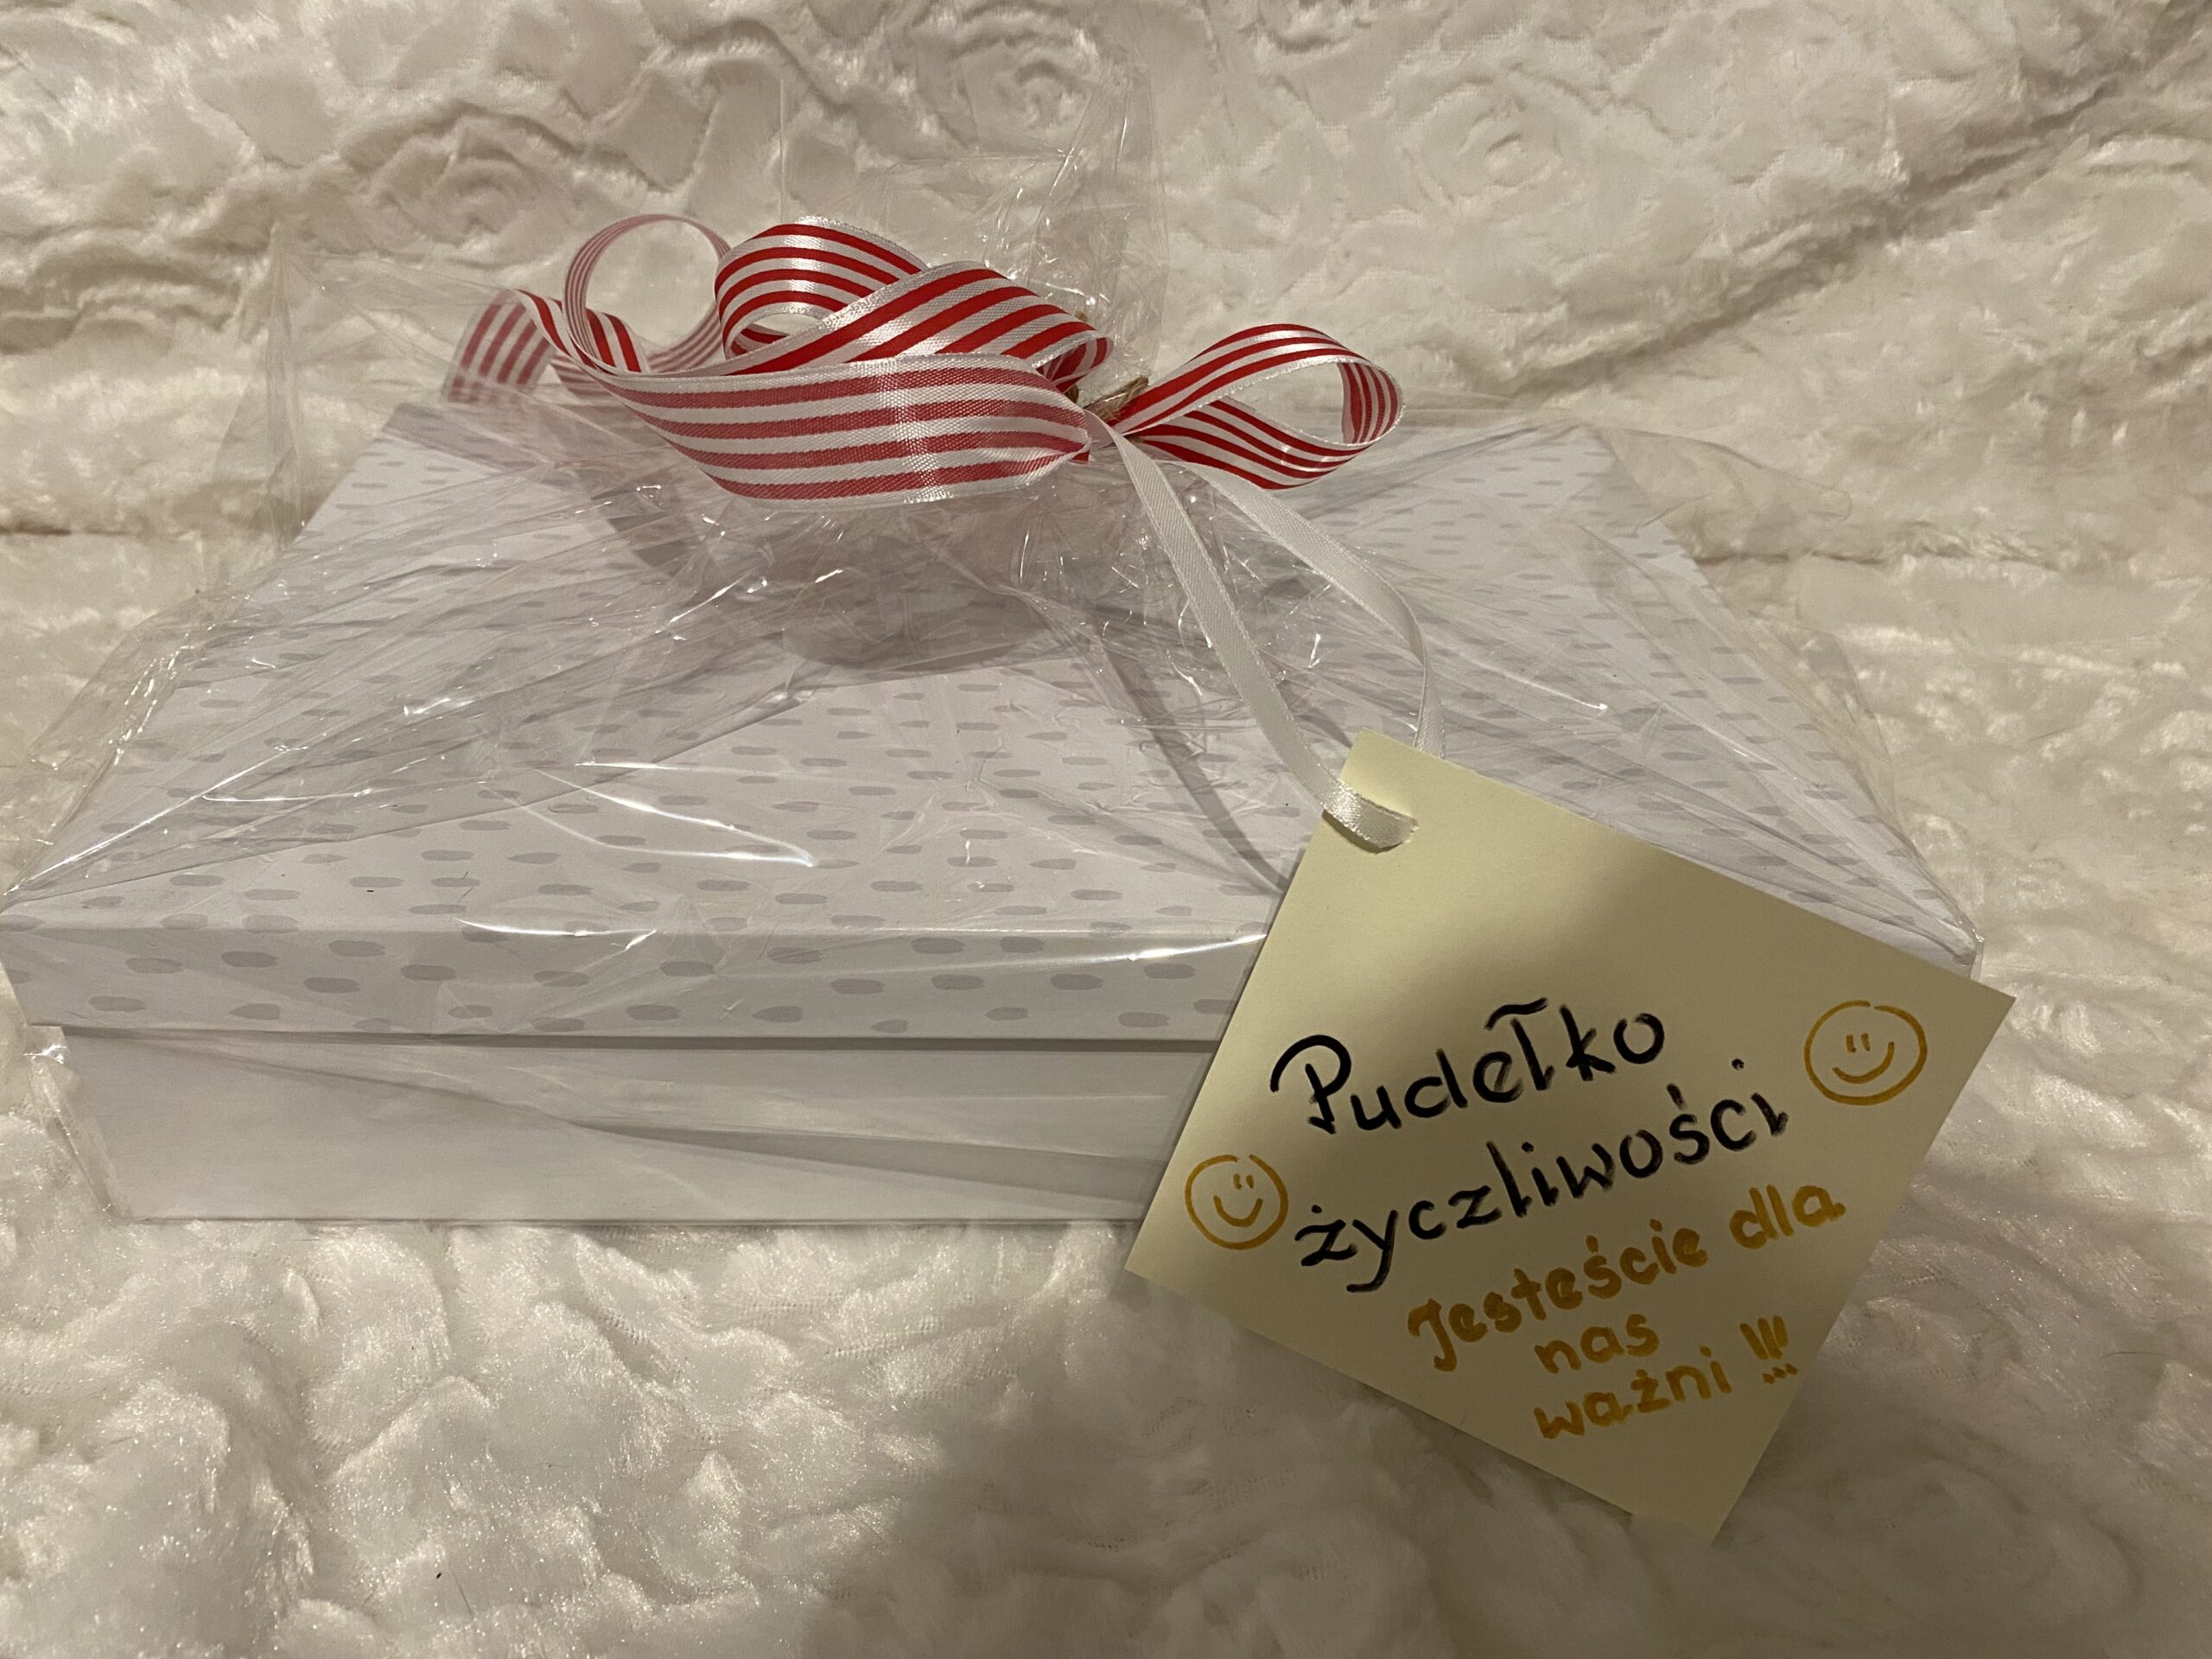 Pudełko
życzliwości
Jesteście dla
nas
ważni !!!